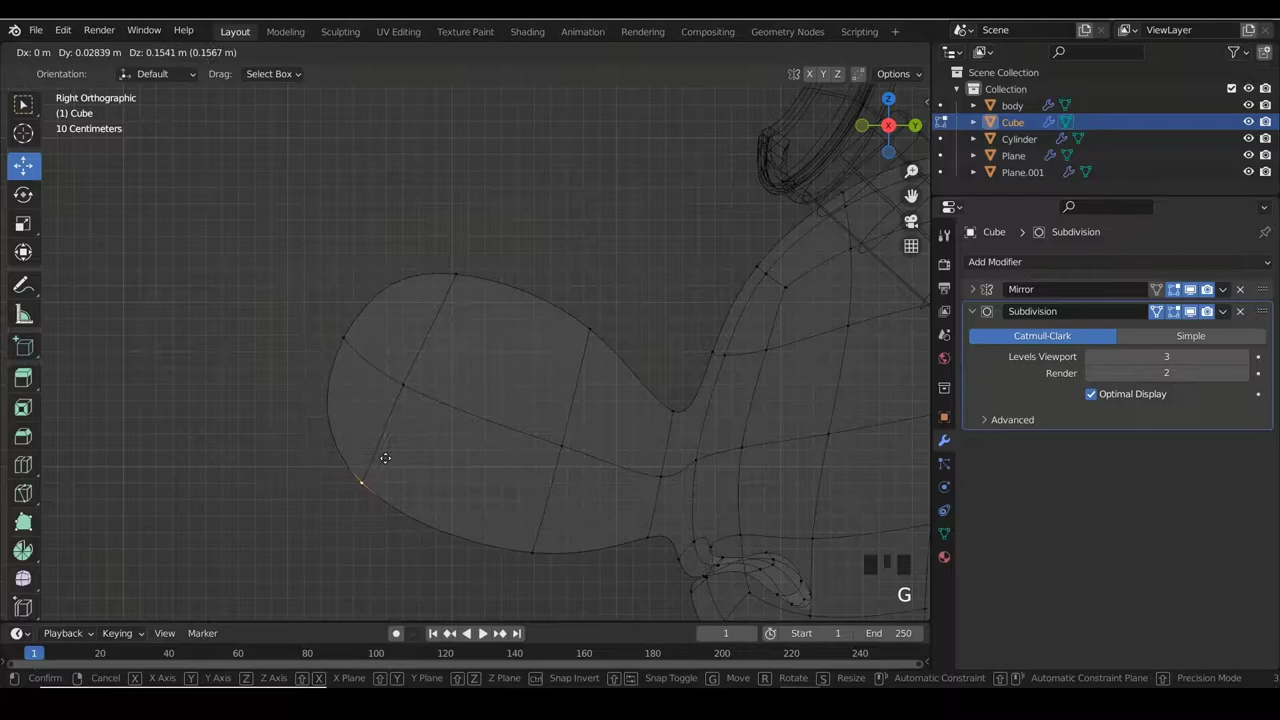 File Edit Render Window Help Layout Modeling Sculpting UV Editing Texture Paint Shading Animation Rendering Compositing Geometry Nodes Scripting + Scene ViewLayer
Dx: 0 m Dy: 0.02839 m Dz: 0.1541 m (0.1567 m)
Orientation: Default Drag: Select Box X Y Z Options
Right Orthographic
(1) Cube
10 Centimeters
Z
X
Y
Scene Collection
Collection
body
Cube
Cylinder
Plane
Plane.001
Cube > Subdivision
Add Modifier
Mirror
Subdivision
Catmull-Clark Simple
Levels Viewport 3
Render 2
Optimal Display
Advanced
G
Playback Keying View Marker 1 Start 1 End 250
1 20 40 60 80 100 120 140 160 180 200 220 240
Confirm Cancel X X Axis Y Y Axis Z Z Axis X X Plane Y Y Plane Z Z Plane Ctrl Snap Invert Snap Toggle G Move R Rotate S Resize Automatic Constraint Automatic Constraint Plane Precision Mode 3